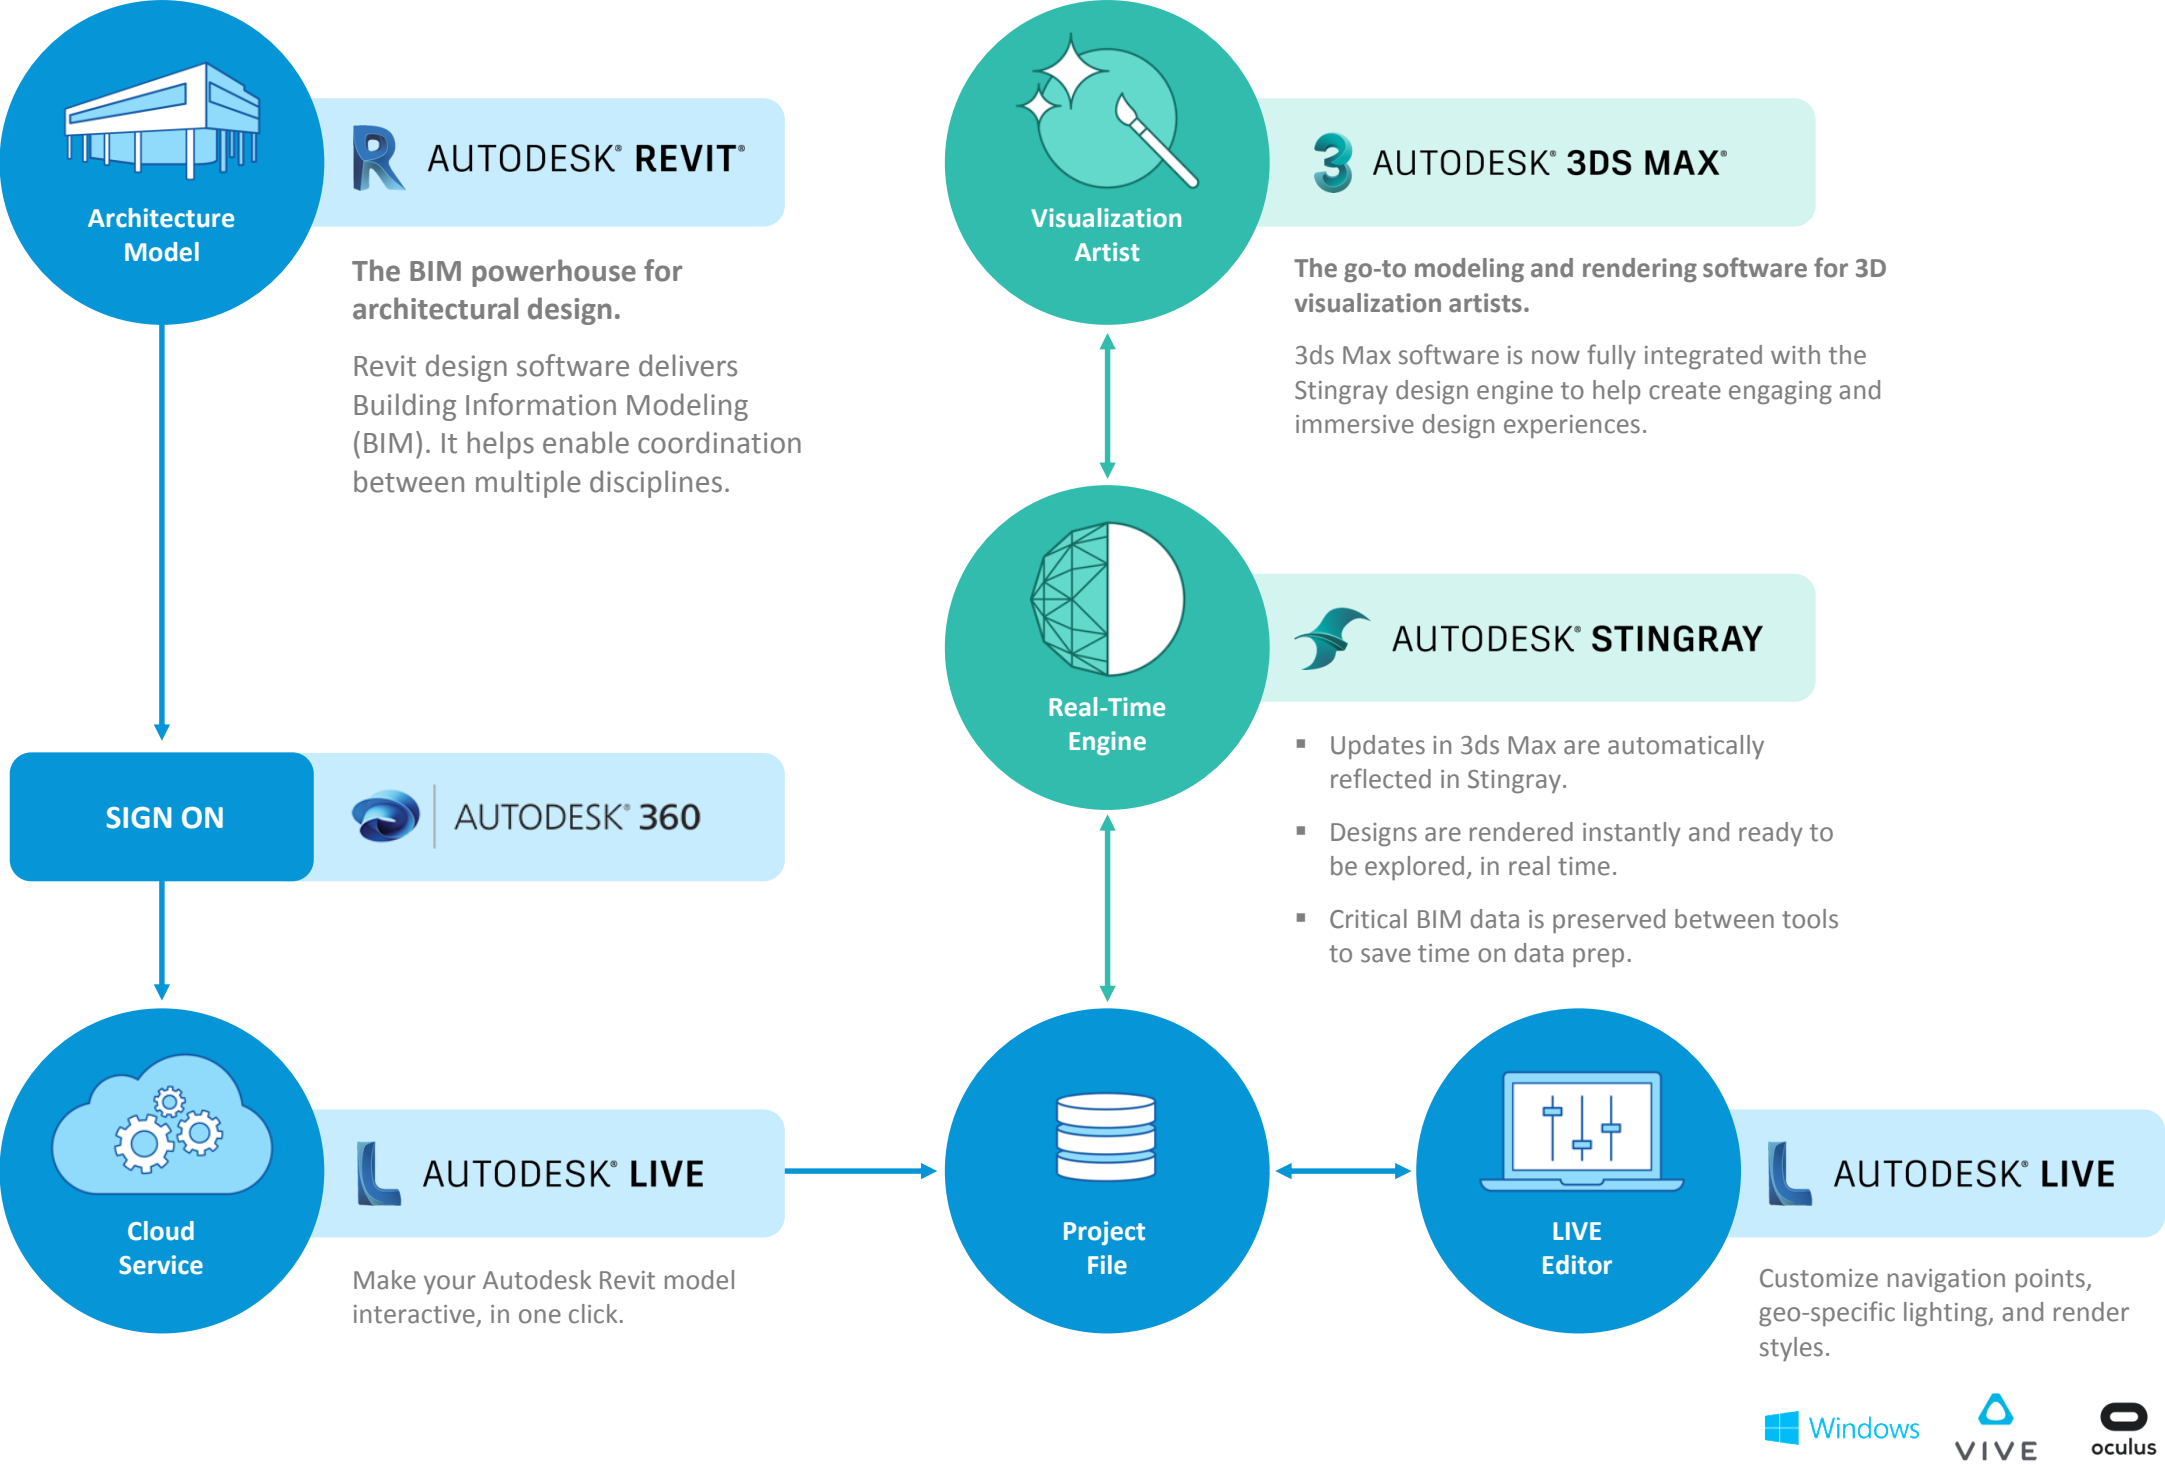 Architecture
Model
AUTODESK® REVIT®
The BIM powerhouse for
architectural design.
Revit design software delivers
Building Information Modeling
(BIM). It helps enable coordination
between multiple disciplines.
SIGN ON
AUTODESK® 360
Cloud
Service
AUTODESK® LIVE
Make your Autodesk Revit model
interactive, in one click.
Visualization
Artist
AUTODESK® 3DS MAX®
The go-to modeling and rendering software for 3D
visualization artists.
3ds Max software is now fully integrated with the
Stingray design engine to help create engaging and
immersive design experiences.
Real-Time
Engine
AUTODESK® STINGRAY
▪ Updates in 3ds Max are automatically
reflected in Stingray.
▪ Designs are rendered instantly and ready to
be explored, in real time.
▪ Critical BIM data is preserved between tools
to save time on data prep.
Project
File
LIVE
Editor
AUTODESK® LIVE
Customize navigation points,
geo-specific lighting, and render
styles.
Windows
VIVE
oculus